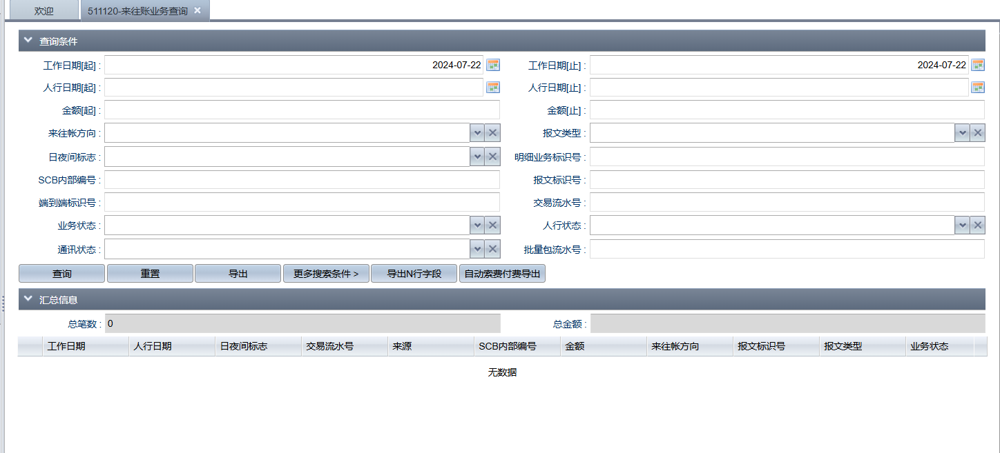 欢迎 511120-来往账业务查询
查询条件
工作日期[起] : 2024-07-22 工作日期[止] : 2024-07-22
人行日期[起] : 人行日期[止] :
金额[起] : 金额[止] :
来往帐方向 : 报文类型 :
日夜间标志 : 明细业务标识号 :
SCB内部编号 : 报文标识号 :
端到端标识号 : 交易流水号 :
业务状态 : 人行状态 :
通讯状态 : 批量包流水号 :
查询 重置 导出 更多搜索条件 > 导出N行字段 自动索费付费导出
汇总信息
总笔数 : 0 总金额 :
工作日期 人行日期 日夜间标志 交易流水号 来源 SCB内部编号 金额 来往帐方向 报文标识号 报文类型 业务状态
无数据